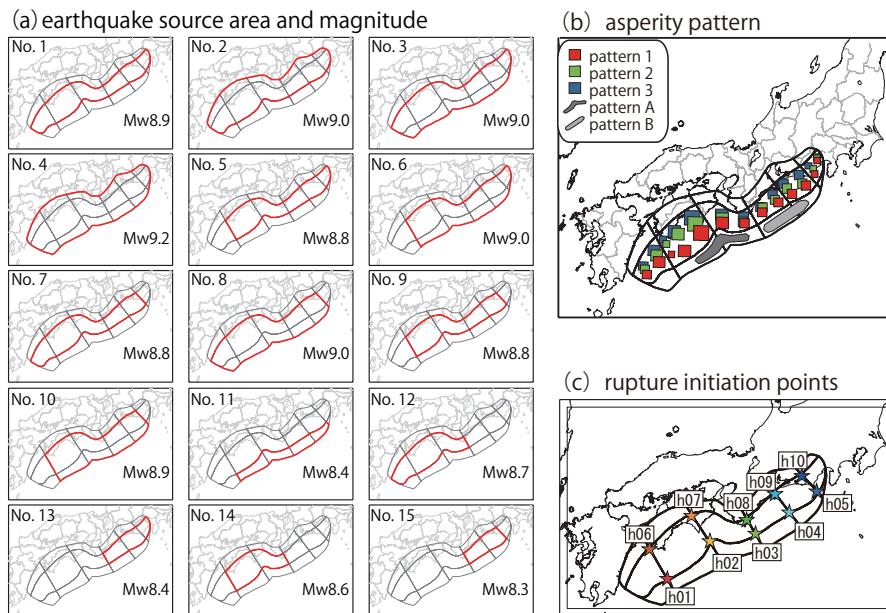 (a) earthquake source area and magnitude
No. 1
Mw8.9
No. 2
Mw9.0
No. 3
Mw9.0
No. 4
Mw9.2
No. 5
Mw8.8
No. 6
Mw9.0
No. 7
Mw8.8
No. 8
Mw9.0
No. 9
Mw8.8
No. 10
Mw8.9
No. 11
Mw8.4
No. 12
Mw8.7
No. 13
Mw8.4
No. 14
Mw8.6
No. 15
Mw8.3
(b) asperity pattern
pattern 1
pattern 2
pattern 3
pattern A
pattern B
(c) rupture initiation points
h10
h09
h07
h08
h05
h06
h04
h03
h02
h01